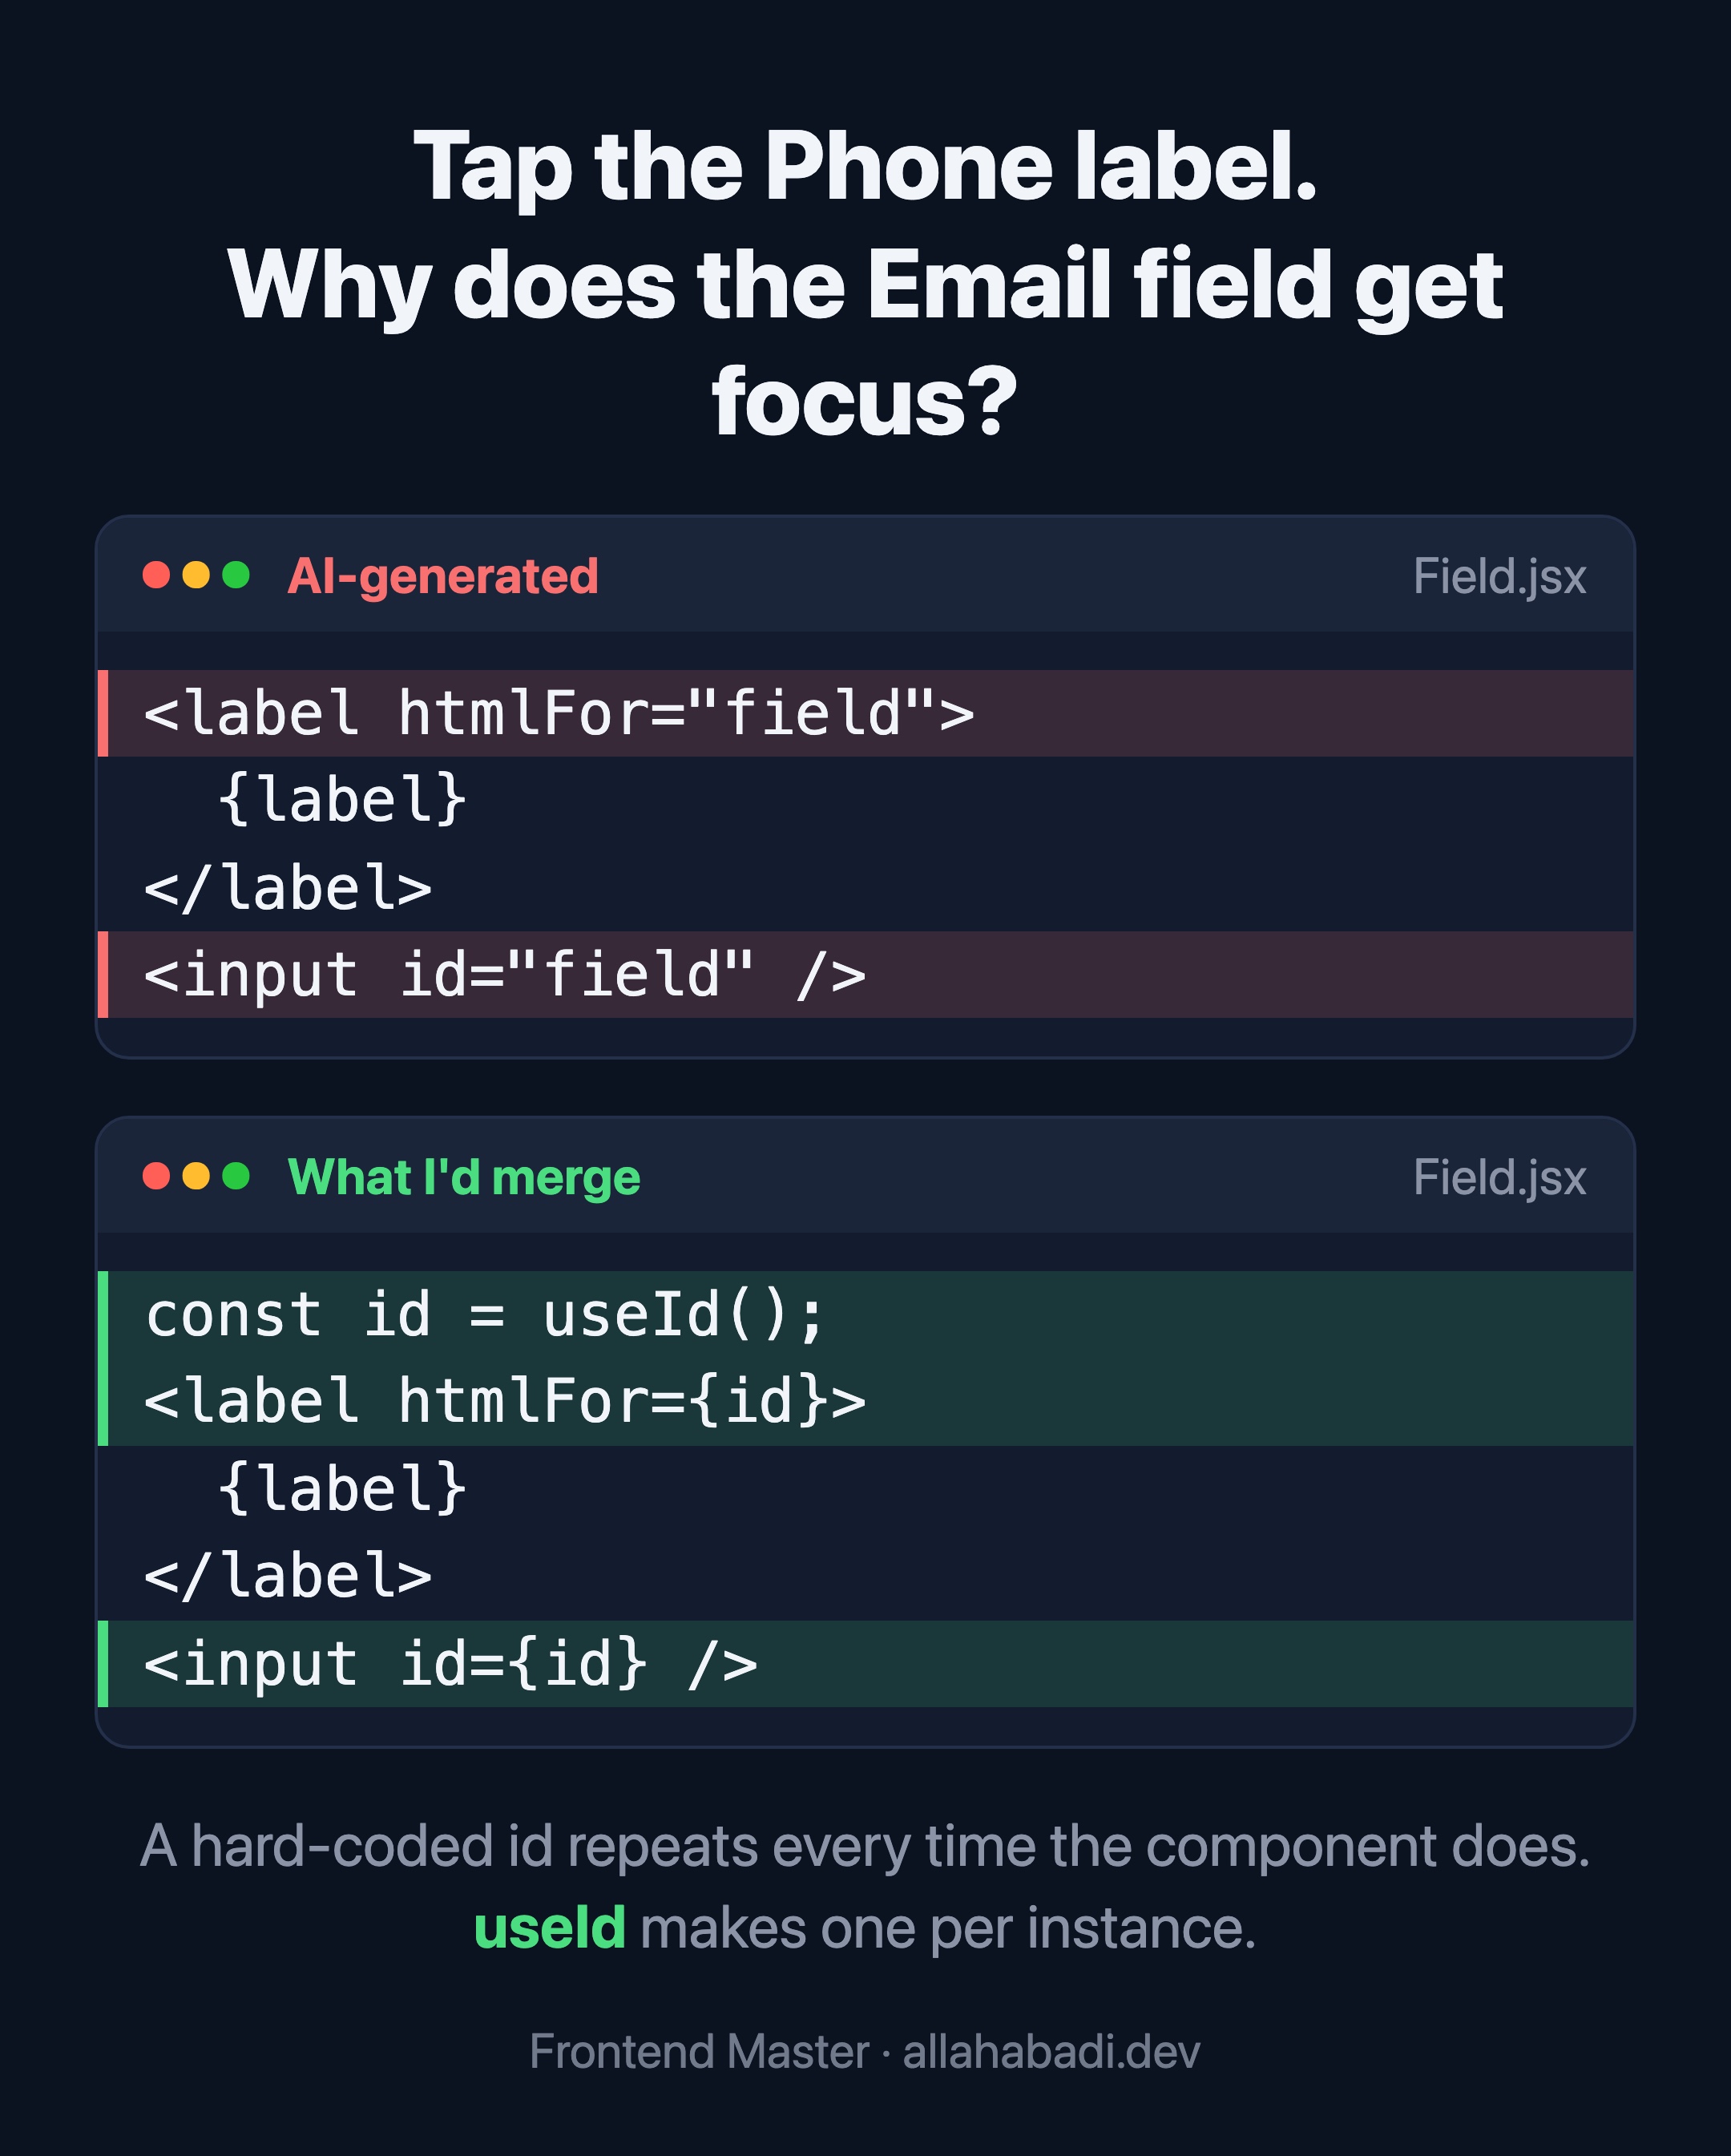 Tap the Phone label.
Why does the Email field get
focus?
AI-generated
Field.jsx
<label htmlFor="field">
  {label}
</label>
<input id="field" />
What I'd merge
Field.jsx
const id = useId();
<label htmlFor={id}>
  {label}
</label>
<input id={id} />
A hard-coded id repeats every time the component does.
useId makes one per instance.
Frontend Master · allahabadi.dev